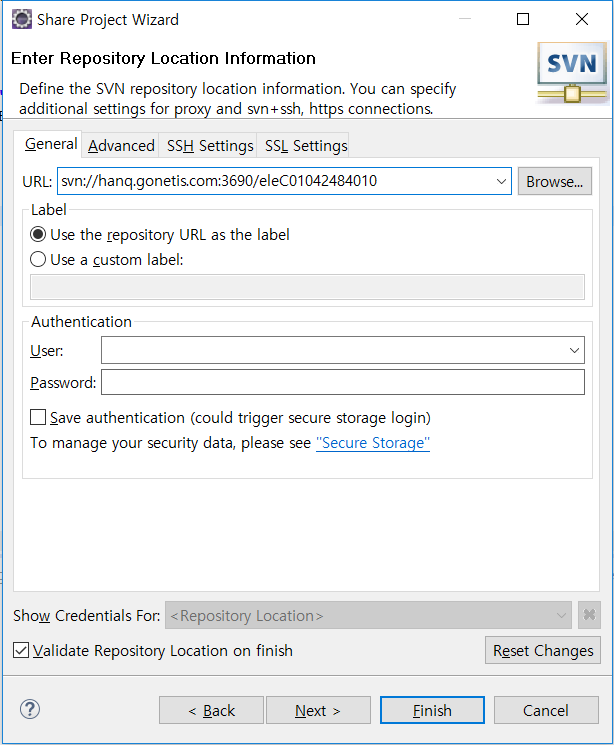 Share Project Wizard
Enter Repository Location Information
Define the SVN repository location information. You can specify
additional settings for proxy and svn+ssh, https connections.
SVN
General Advanced SSH Settings SSL Settings
URL: svn://hanq.gonetis.com:3690/eleC01042484010 Browse...
Label
Use the repository URL as the label
Use a custom label:
Authentication
User:
Password:
Save authentication (could trigger secure storage login)
To manage your security data, please see "Secure Storage"
Show Credentials For: <Repository Location>
Validate Repository Location on finish Reset Changes
? < Back Next > Finish Cancel